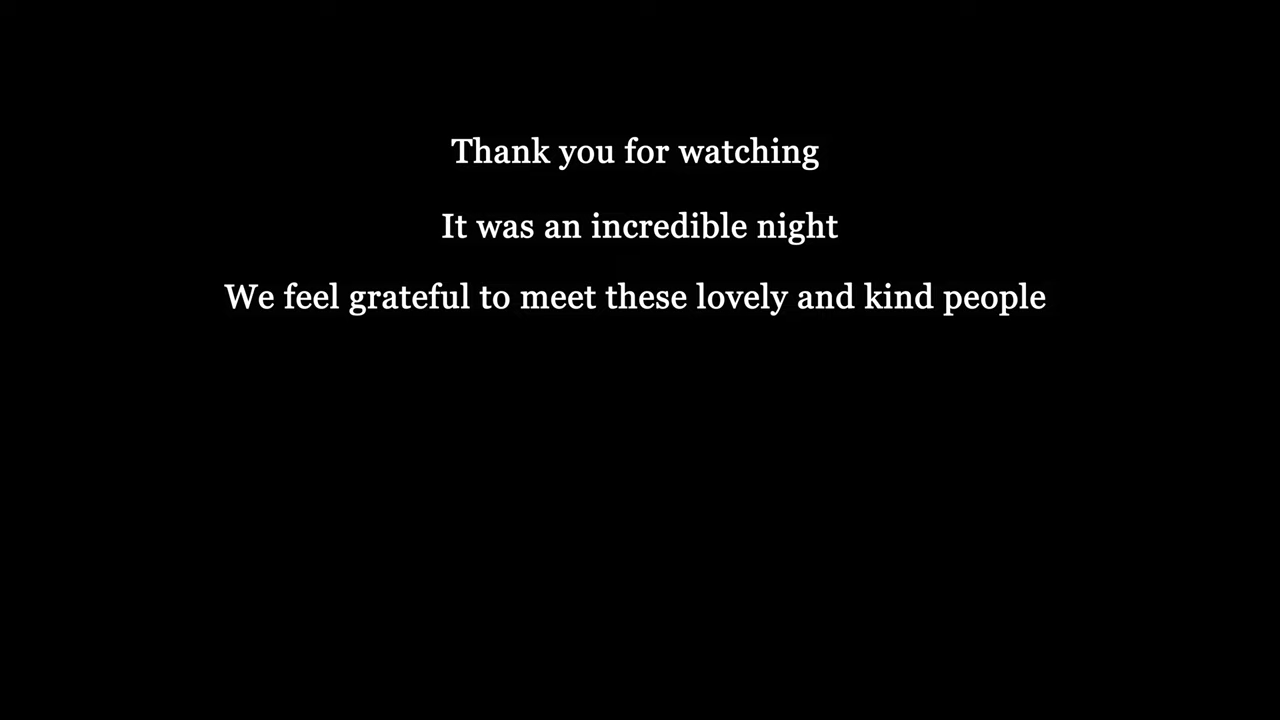 Thank you for watching
It was an incredible night
We feel grateful to meet these lovely and kind people